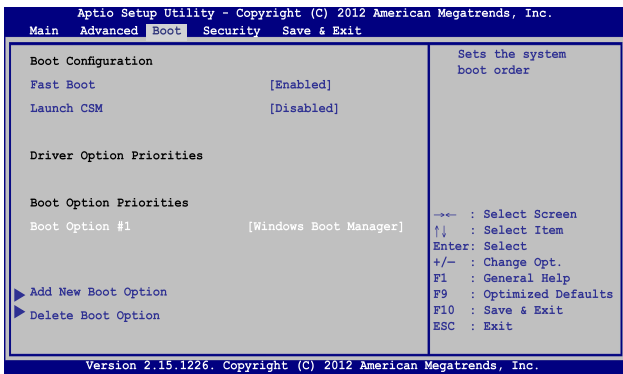 Aptio Setup Utility - Copyright (C) 2012 American Megatrends, Inc.
Main Advanced Boot Security Save & Exit
Boot Configuration
Fast Boot [Enabled]
Launch CSM [Disabled]
Driver Option Priorities
Boot Option Priorities
Boot Option #1 [Windows Boot Manager]
Add New Boot Option
Delete Boot Option
Sets the system
boot order
→← : Select Screen
↑↓ : Select Item
Enter: Select
+/— : Change Opt.
F1 : General Help
F9 : Optimized Defaults
F10 : Save & Exit
ESC : Exit
Version 2.15.1226. Copyright (C) 2012 American Megatrends, Inc.